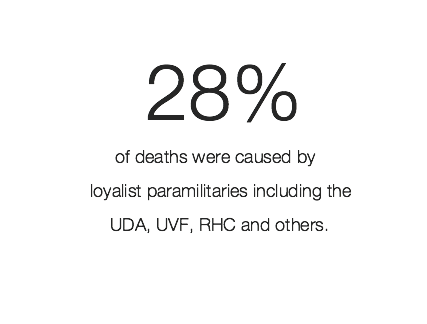 28%
of deaths were caused by
loyalist paramilitaries including the
UDA, UVF, RHC and others.